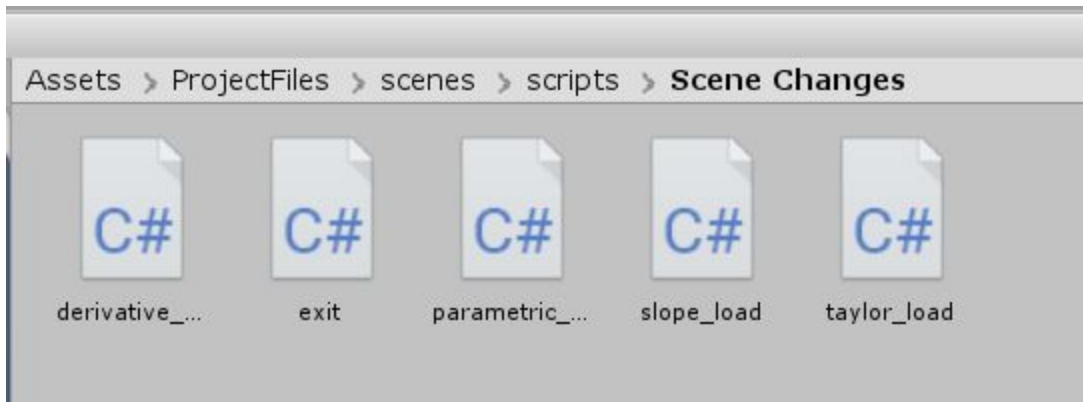 Assets > ProjectFiles > scenes > scripts > Scene Changes
C# C# C# C# C#
derivative_... exit parametric_... slope_load taylor_load